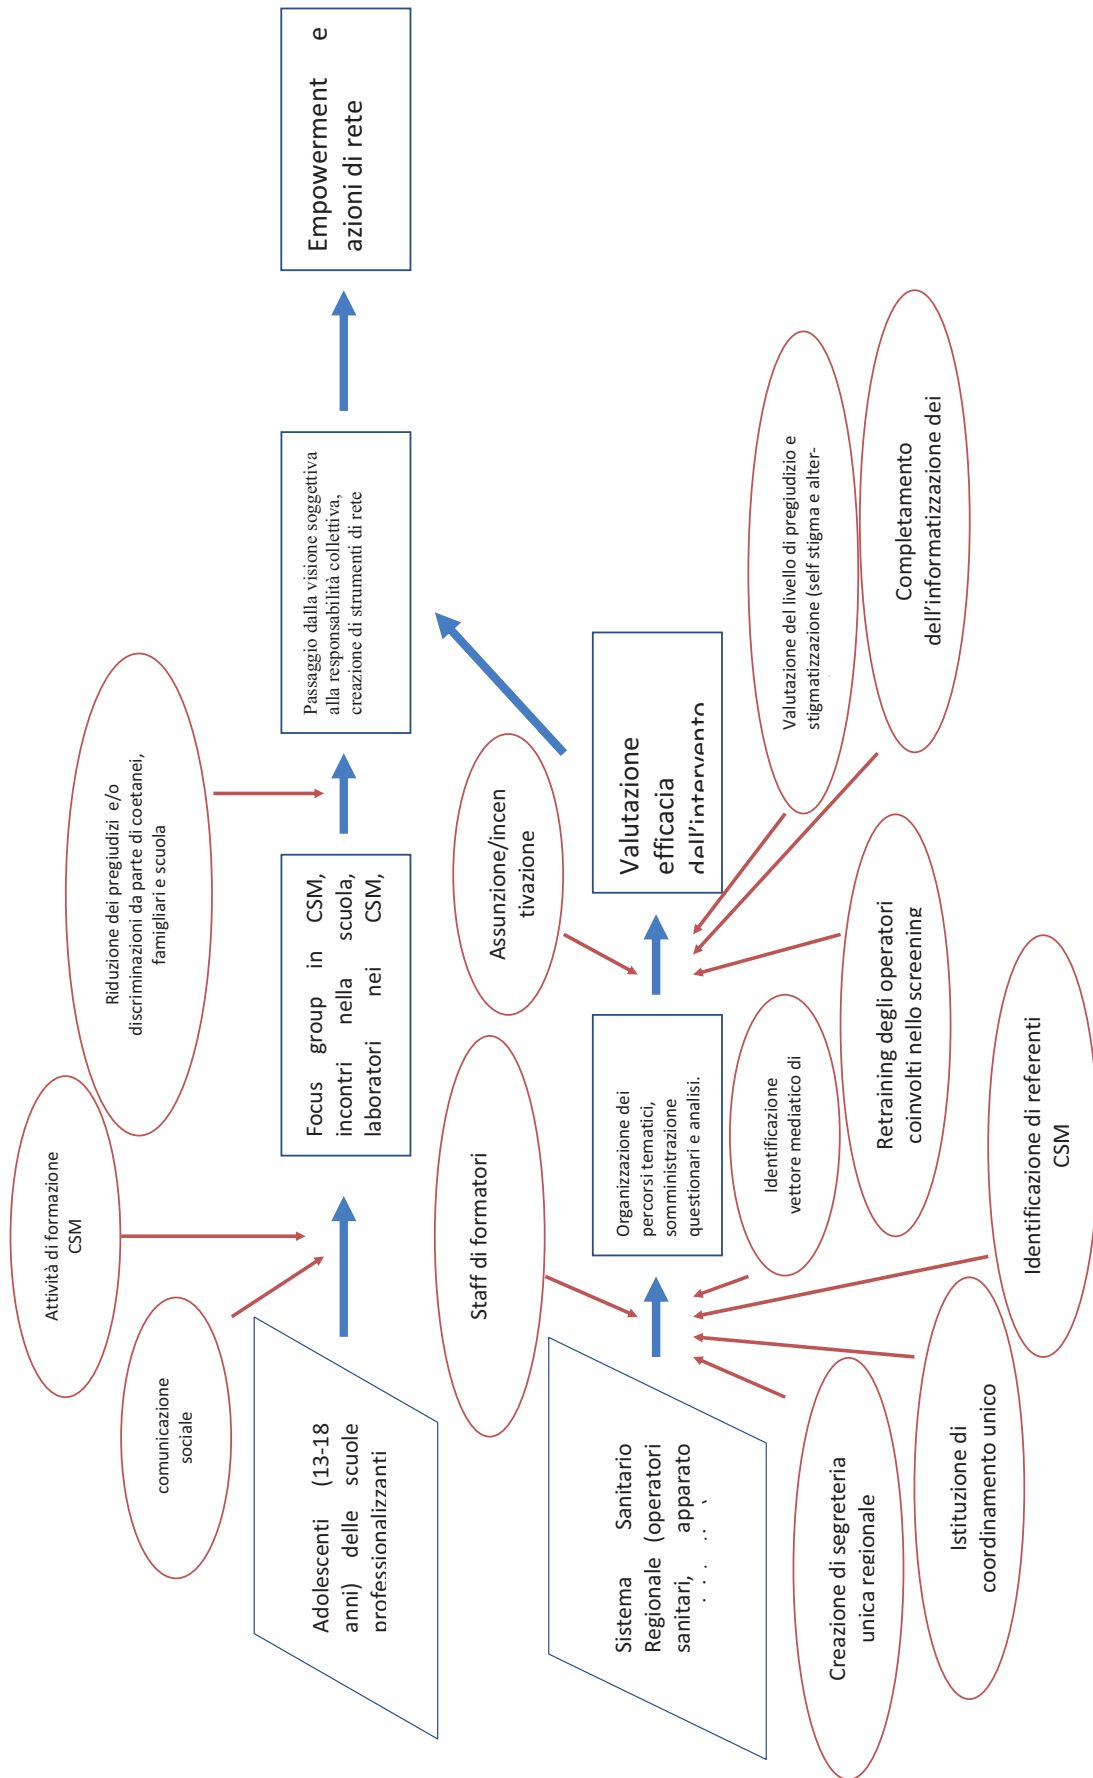 Attività di formazione
CSM
Riduzione dei pregiudizi e/o
discriminazioni da parte di coetanei,
famigliari e scuola
comunicazione
sociale
Adolescenti (13-18
anni) delle scuole
professionalizzanti
Focus group in CSM,
incontri nella scuola,
laboratori nei CSM,
Passaggio dalla visione soggettiva
alla responsabilità collettiva,
creazione di strumenti di rete
Empowerment e
azioni di rete
Staff di formatori
Assunzione/incen
tivazione
Sistema Sanitario
Regionale (operatori
sanitari, apparato
Organizzazione dei
percorsi tematici,
somministrazione
questionari e analisi.
Valutazione
efficacia
dell'intervento
Identificazione
vettore mediatico di
Valutazione del livello di pregiudizio e
stigmatizzazione (self stigma e alter-
Creazione di segreteria
unica regionale
Retraining degli operatori
coinvolti nello screening
Completamento
dell'informatizzazione dei
Istituzione di
coordinamento unico
Identificazione di referenti
CSM